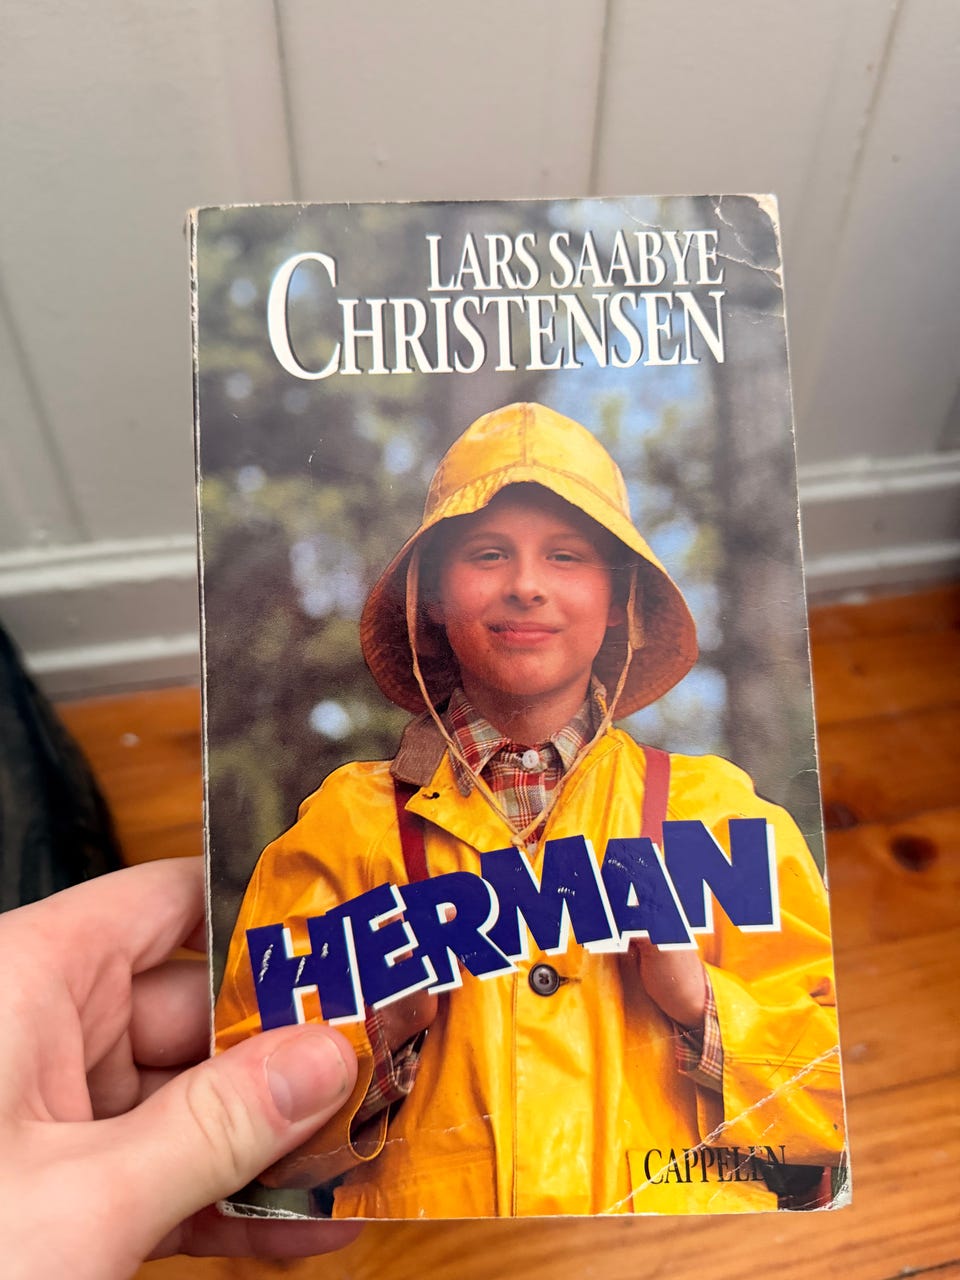 LARS SAABYE
CHRISTENSEN
HERMAN
CAPPELEN